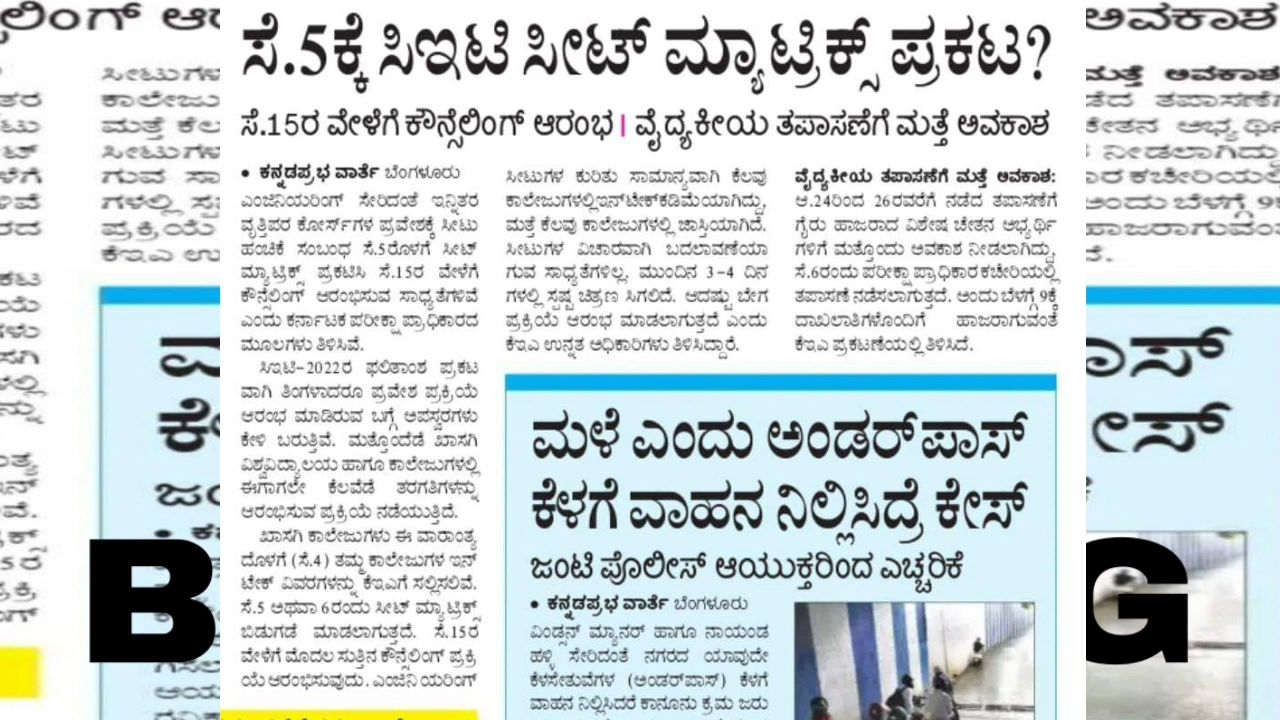 ಸೆ.5ಕ್ಕೆ ಸಿಇಟಿ ಸೀಟ್ ಮ್ಯಾಟ್ರಿಕ್ಸ್ ಪ್ರಕಟ?
ಸೆ.15ರ ವೇಳೆಗೆ ಕೌನ್ಸೆಲಿಂಗ್ ಆರಂಭ | ವೈದ್ಯಕೀಯ ತಪಾಸಣೆಗೆ ಮತ್ತೆ ಅವಕಾಶ
• ಕನ್ನಡಪ್ರಭ ವಾರ್ತೆ ಬೆಂಗಳೂರು
ಎಂಜಿನಿಯರಿಂಗ್ ಸೇರಿದಂತೆ ಇನ್ನಿತರ
ವೃತ್ತಿಪರ ಕೋರ್ಸ್‌ಗಳ ಪ್ರವೇಶಕ್ಕೆ ಸೀಟು
ಹಂಚಿಕೆ ಸಂಬಂಧ ಸೆ.5ರೊಳಗೆ ಸೀಟ್
ಮ್ಯಾಟ್ರಿಕ್ಸ್ ಪ್ರಕಟಿಸಿ ಸೆ.15ರ ವೇಳೆಗೆ
ಕೌನ್ಸೆಲಿಂಗ್ ಆರಂಭಿಸುವ ಸಾಧ್ಯತೆಗಳಿವೆ
ಎಂದು ಕರ್ನಾಟಕ ಪರೀಕ್ಷಾ ಪ್ರಾಧಿಕಾರದ
ಮೂಲಗಳು ತಿಳಿಸಿವೆ.
ಸಿಇಟಿ-2022ರ ಫಲಿತಾಂಶ ಪ್ರಕಟ
ವಾಗಿ ತಿಂಗಳಾದರೂ ಪ್ರವೇಶ ಪ್ರಕ್ರಿಯೆ
ಆರಂಭ ಮಾಡಿರುವ ಬಗ್ಗೆ ಅಪಸ್ವರಗಳು
ಕೇಳಿ ಬರುತ್ತಿವೆ. ಮತ್ತೊಂದೆಡೆ ಖಾಸಗಿ
ವಿಶ್ವವಿದ್ಯಾಲಯ ಹಾಗೂ ಕಾಲೇಜುಗಳಲ್ಲಿ
ಈಗಾಗಲೇ ಕೆಲವೆಡೆ ತರಗತಿಗಳನ್ನು
ಆರಂಭಿಸುವ ಪ್ರಕ್ರಿಯೆ ನಡೆಯುತ್ತಿದೆ.
ಖಾಸಗಿ ಕಾಲೇಜುಗಳು ಈ ವಾರಾಂತ್ಯ
ದೊಳಗೆ (ಸೆ.4) ತಮ್ಮ ಕಾಲೇಜುಗಳ ಇನ್
ಟೇಕ್ ವಿವರಗಳನ್ನು ಕೆಇಎಗೆ ಸಲ್ಲಿಸಲಿವೆ.
ಸೆ.5 ಅಥವಾ 6ರಂದು ಸೀಟ್ ಮ್ಯಾಟ್ರಿಕ್ಸ್
ಬಿಡುಗಡೆ ಮಾಡಲಾಗುತ್ತದೆ. ಸೆ.15ರ
ವೇಳೆಗೆ ಮೊದಲ ಸುತ್ತಿನ ಕೌನ್ಸೆಲಿಂಗ್ ಪ್ರಕ್ರಿ
ಯೆ ಆರಂಭಿಸುವುದು. ಎಂಜಿನಿಯರಿಂಗ್
ಸೀಟುಗಳ ಕುರಿತು ಸಾಮಾನ್ಯವಾಗಿ ಕೆಲವು
ಕಾಲೇಜುಗಳಲ್ಲಿ ಇನ್‌ಟೇಕ್ ಕಡಿಮೆಯಾಗಿದ್ದು,
ಮತ್ತೆ ಕೆಲವು ಕಾಲೇಜುಗಳಲ್ಲಿ ಜಾಸ್ತಿಯಾಗಿದೆ.
ಸೀಟುಗಳ ವಿಚಾರವಾಗಿ ಬದಲಾವಣೆಯಾ
ಗುವ ಸಾಧ್ಯತೆಗಳಿಲ್ಲ. ಮುಂದಿನ 3-4 ದಿನ
ಗಳಲ್ಲಿ ಸ್ಪಷ್ಟ ಚಿತ್ರಣ ಸಿಗಲಿದೆ. ಆದಷ್ಟು ಬೇಗ
ಪ್ರಕ್ರಿಯೆ ಆರಂಭ ಮಾಡಲಾಗುತ್ತದೆ ಎಂದು
ಕೆಇಎ ಉನ್ನತ ಅಧಿಕಾರಿಗಳು ತಿಳಿಸಿದ್ದಾರೆ.
ವೈದ್ಯಕೀಯ ತಪಾಸಣೆಗೆ ಮತ್ತೆ ಅವಕಾಶ:
ಆ.24ರಿಂದ 26ರವರೆಗೆ ನಡೆದ ತಪಾಸಣೆಗೆ
ಗೈರು ಹಾಜರಾದ ವಿಶೇಷ ಚೇತನ ಅಭ್ಯರ್ಥಿ
ಗಳಿಗೆ ಮತ್ತೊಂದು ಅವಕಾಶ ನೀಡಲಾಗಿದ್ದು,
ಸೆ.6ರಂದು ಪರೀಕ್ಷಾ ಪ್ರಾಧಿಕಾರ ಕಚೇರಿಯಲ್ಲಿ
ತಪಾಸಣೆ ನಡೆಸಲಾಗುತ್ತದೆ. ಅಂದು ಬೆಳಗ್ಗೆ 9ಕ್ಕೆ
ದಾಖಲಾತಿಗಳೊಂದಿಗೆ ಹಾಜರಾಗುವಂತೆ
ಕೆಇಎ ಪ್ರಕಟಣೆಯಲ್ಲಿ ತಿಳಿಸಿದೆ.
ಮಳೆ ಎಂದು ಅಂಡರ್‌ಪಾಸ್
ಕೆಳಗೆ ವಾಹನ ನಿಲ್ಲಿಸಿದ್ರೆ ಕೇಸ್
ಜಂಟಿ ಪೊಲೀಸ್ ಆಯುಕ್ತರಿಂದ ಎಚ್ಚರಿಕೆ
• ಕನ್ನಡಪ್ರಭ ವಾರ್ತೆ ಬೆಂಗಳೂರು
ವಿಂಡ್ಸನ್ ಮ್ಯಾನರ್ ಹಾಗೂ ನಾಯಂಡ
ಹಳ್ಳಿ ಸೇರಿದಂತೆ ನಗರದ ಯಾವುದೇ
ಕೆಳಸೇತುವೆಗಳ (ಅಂಡರ್‌ಪಾಸ್) ಕೆಳಗೆ
ವಾಹನ ನಿಲ್ಲಿಸಿದರೆ ಕಾನೂನು ಕ್ರಮ ಜರು
B
G